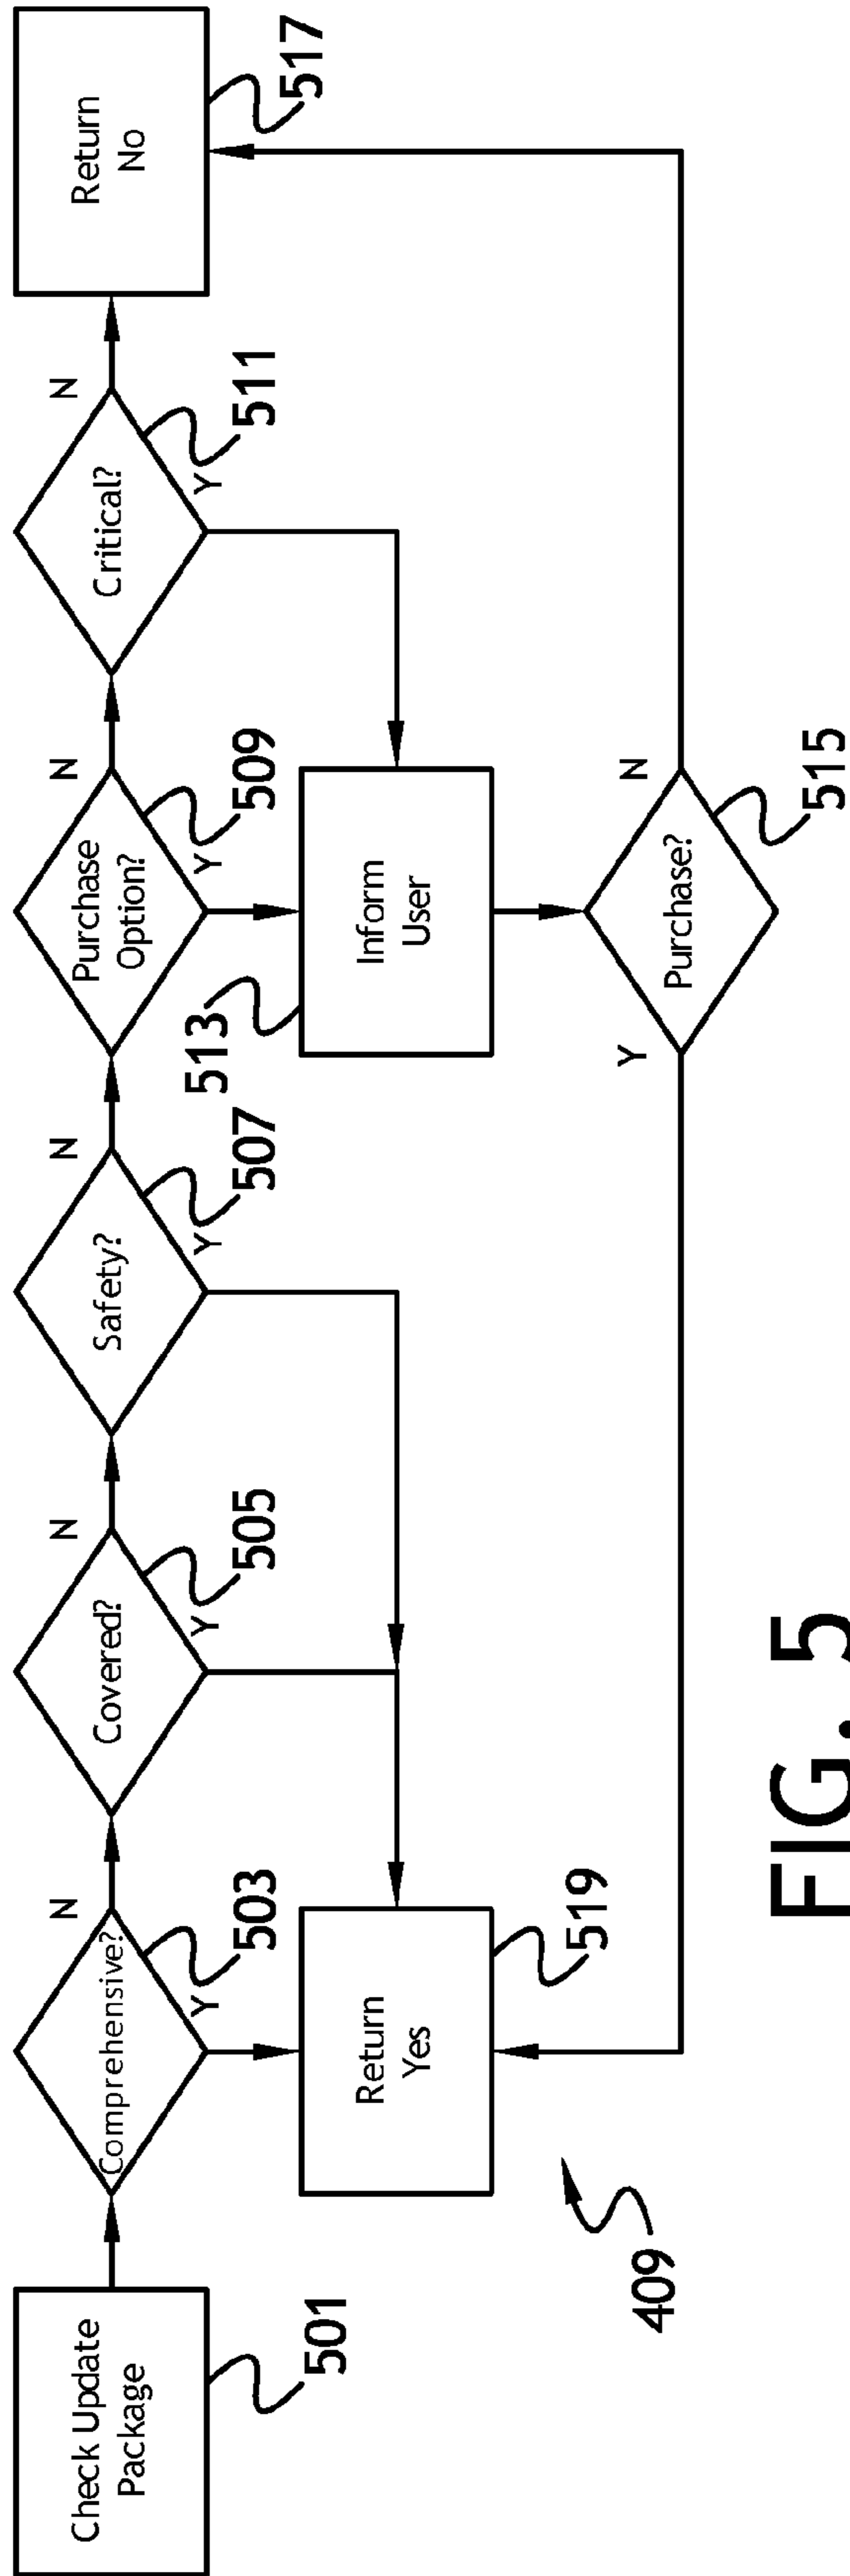 Check Update
Package
501
Comprehensive?
N
Y
503
Covered?
N
Y
505
Safety?
N
Y
507
Purchase
Option?
N
Y
509
Critical?
N
Y
511
Return
No
517
Return
Yes
519
513
Inform
User
Y
Purchase?
N
515
409
FIG. 5